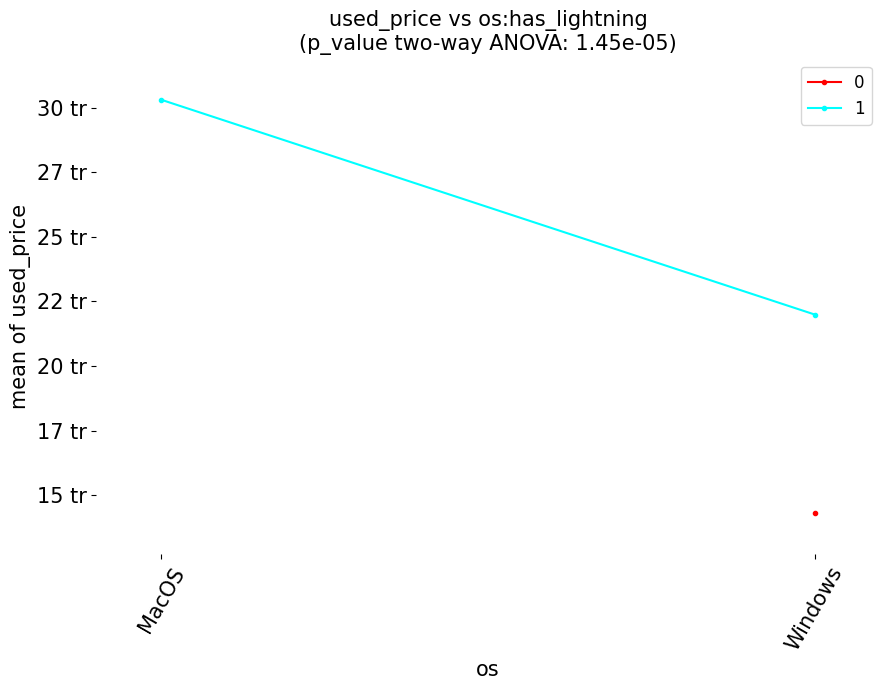 used_price vs os:has_lightning
(p_value two-way ANOVA: 1.45e-05)
0
1
30 tr
27 tr
25 tr
22 tr
20 tr
17 tr
15 tr
mean of used_price
MacOS
Windows
os